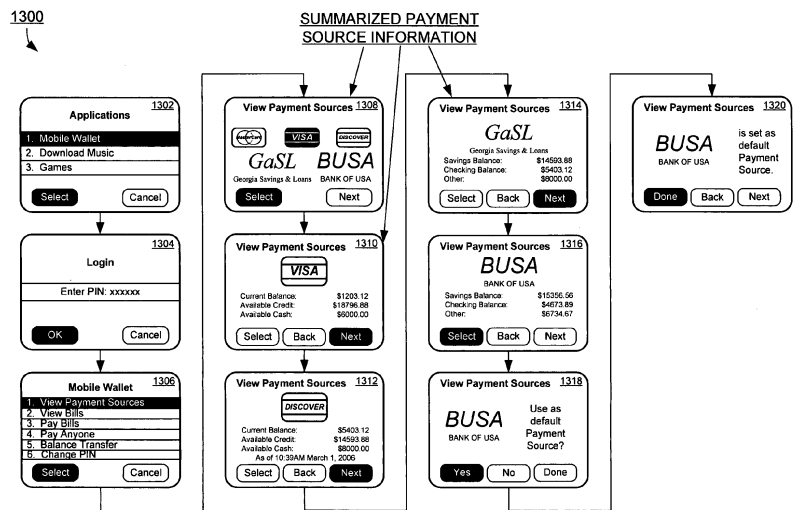 1300
SUMMARIZED PAYMENT
SOURCE INFORMATION
1302
Applications
1. Mobile Wallet
2. Download Music
3. Games
Select Cancel
1304
Login
Enter PIN: xxxxxx
OK Cancel
1306
Mobile Wallet
1. View Payment Sources
2. View Bills
3. Pay Bills
4. Pay Anyone
5. Balance Transfer
6. Change PIN
Select Cancel
View Payment Sources 1308
MasterCard VISA DISCOVER
GaSL BUSA
Georgia Savings & Loans BANK OF USA
Select Next
View Payment Sources 1310
VISA
Current Balance: $1203.12
Available Credit: $18796.88
Available Cash: $6000.00
Select Back Next
View Payment Sources 1312
DISCOVER
Current Balance: $5403.12
Available Credit: $14593.88
Available Cash: $8000.00
As of 10:39AM March 1, 2006
Select Back Next
View Payment Sources 1314
GaSL
Georgia Savings & Loans
Savings Balance: $14593.88
Checking Balance: $5403.12
Other: $8000.00
Select Back Next
View Payment Sources 1316
BUSA
BANK OF USA
Savings Balance: $15356.56
Checking Balance: $4673.89
Other: $6734.67
Select Back Next
View Payment Sources 1318
BUSA
BANK OF USA
Use as
default
Payment
Source?
Yes No Done
View Payment Sources 1320
BUSA
BANK OF USA
is set as
default
Payment
Source.
Done Back Next